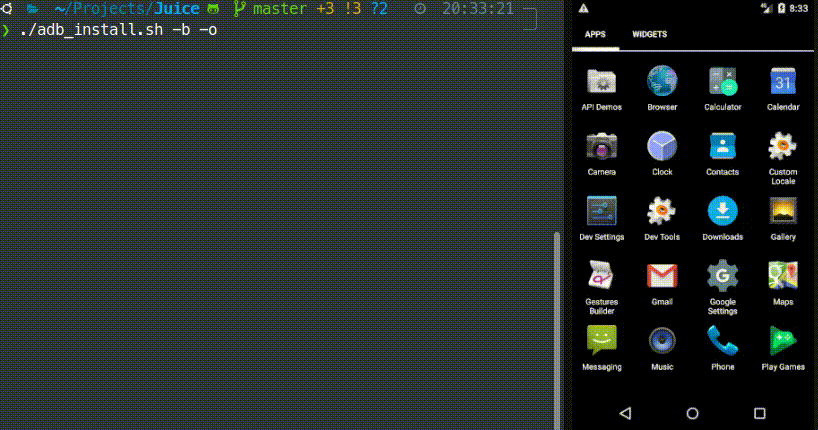 ~/Projects/Juice master +3 !3 ?2 20:33:21
❯ ./adb_install.sh -b -o
8:33
APPS WIDGETS
31
API Demos Browser Calculator Calendar
Camera Clock Contacts Custom Locale
Dev Settings Dev Tools Downloads Gallery
Gestures Builder Gmail Google Settings Maps
Messaging Music Phone Play Games